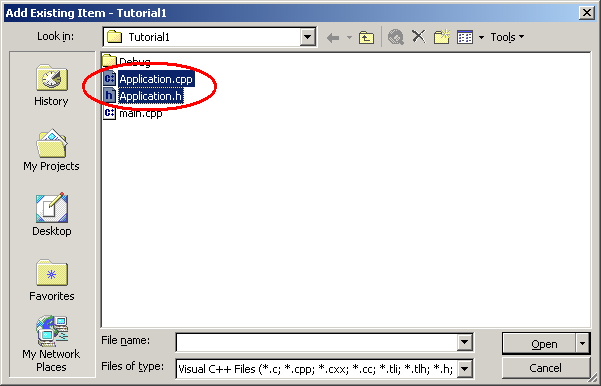 Add Existing Item - Tutorial1
Look in:
Tutorial1
Tools
History
My Projects
Desktop
Favorites
My Network
Places
Debug
Application.cpp
Application.h
main.cpp
File name:
Open
Files of type:
Visual C++ Files (*.c; *.cpp; *.cxx; *.cc; *.tli; *.tlh; *.h;
Cancel